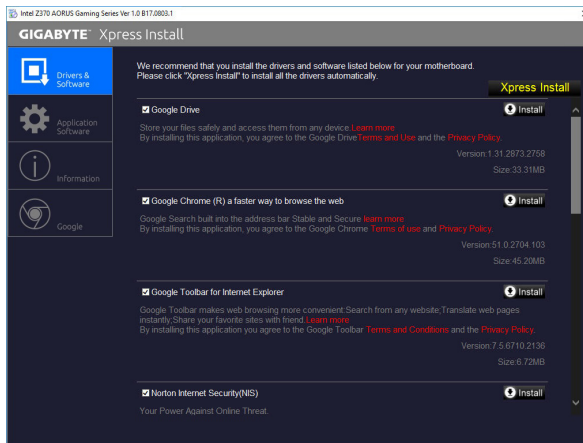 Intel Z370 AORUS Gaming Series Ver 1.0 B17.0803.1
GIGABYTE™ Xpress Install
Drivers &
Software
Application
Software
Information
Google
We recommend that you install the drivers and software listed below for your motherboard.
Please click "Xpress Install" to install all the drivers automatically.
Xpress Install
Google Drive
Install
Store your files safely and access them from any device.Learn more
By installing this application, you agree to the Google DriveTerms and Use and the Privacy Policy.
Version:1.31.2873.2758
Size:33.31MB
Google Chrome (R) a faster way to browse the web
Install
Google Search built into the address bar Stable and Secure learn more
By installing this application, you agree to the Google Chrome Terms of use and Privacy Policy.
Version:51.0.2704.103
Size:45.20MB
Google Toolbar for Internet Explorer
Install
Google Toolbar makes web browsing more convenient.Search from any website;Translate web pages
instantly;Share your favorite sites with friend.Learn more
By installing this application you agree to the Google Toolbar Terms and Conditions and the Privacy Policy.
Version:7.5.6710.2136
Size:6.72MB
Norton Internet Security(NIS)
Install
Your Power Against Online Threat.